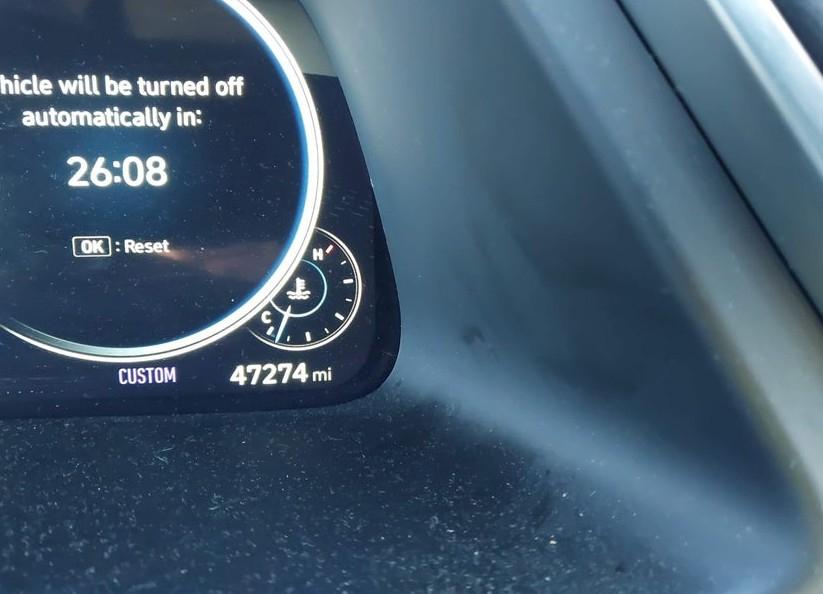 hicle will be turned off
automatically in:
26:08
OK : Reset
H
C
CUSTOM
47274 mi